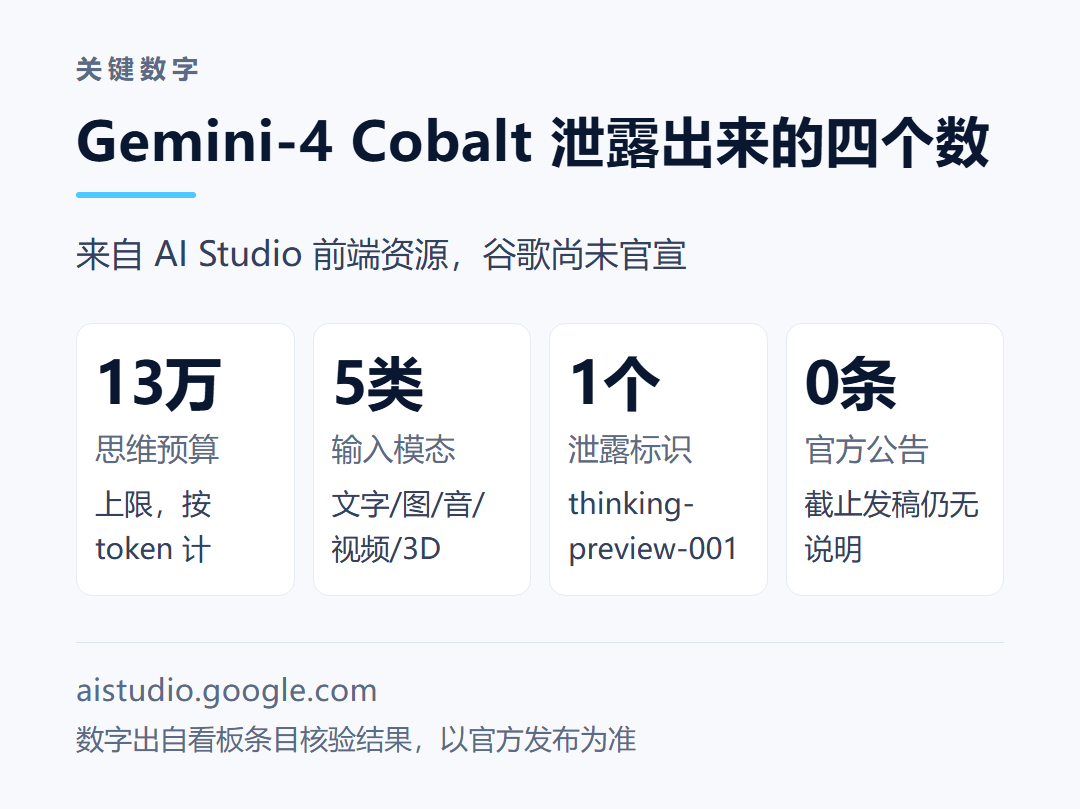 关键数字
Gemini-4 Cobalt 泄露出来的四个数
来自 AI Studio 前端资源，谷歌尚未官宣
13万
思维预算
上限，按
token 计
5类
输入模态
文字/图/音/
视频/3D
1个
泄露标识
thinking-
preview-001
0条
官方公告
截止发稿仍无
说明
aistudio.google.com
数字出自看板条目核验结果，以官方发布为准